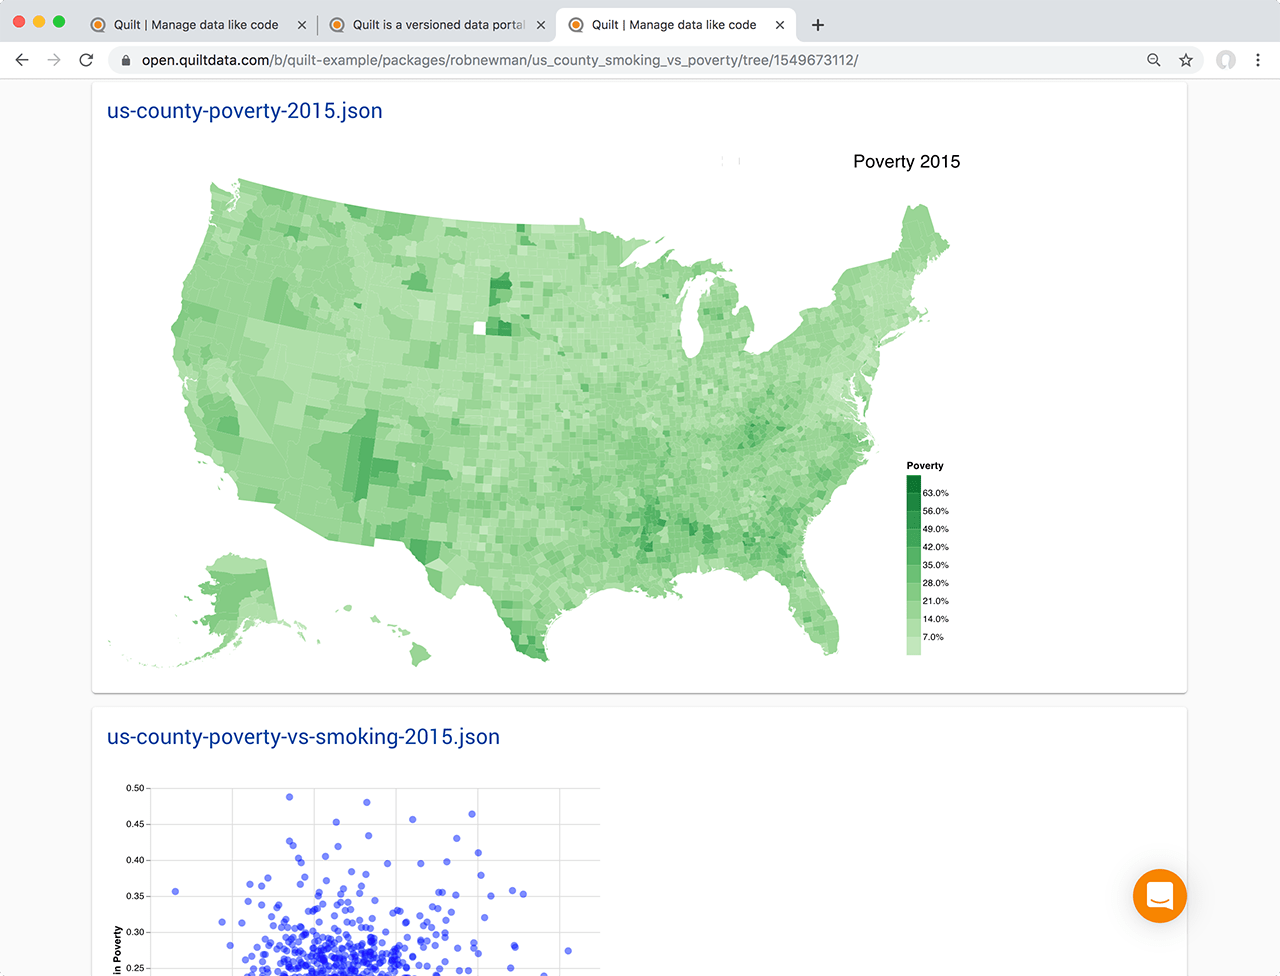 Quilt | Manage data like code
Quilt is a versioned data portal
Quilt | Manage data like code
open.quiltdata.com/b/quilt-example/packages/robnewman/us_county_smoking_vs_poverty/tree/1549673112/
us-county-poverty-2015.json
Poverty 2015
Poverty
63.0%
56.0%
49.0%
42.0%
35.0%
28.0%
21.0%
14.0%
7.0%
us-county-poverty-vs-smoking-2015.json
0.50
0.45
0.40
0.35
0.30
0.25
in Poverty